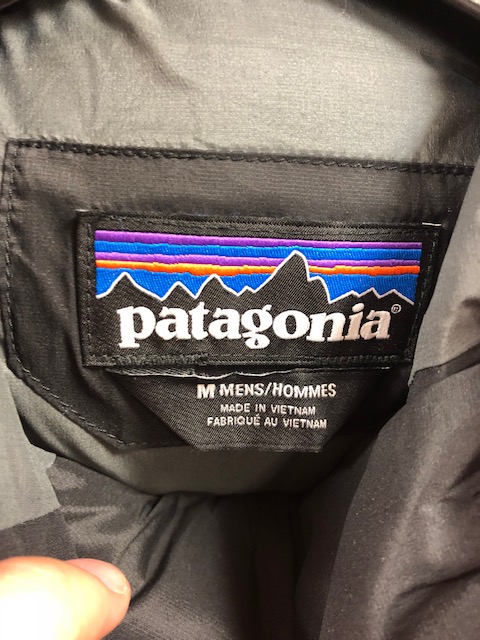 patagonia®
M MENS/HOMMES
MADE IN VIETNAM
FABRIQUÉ AU VIETNAM